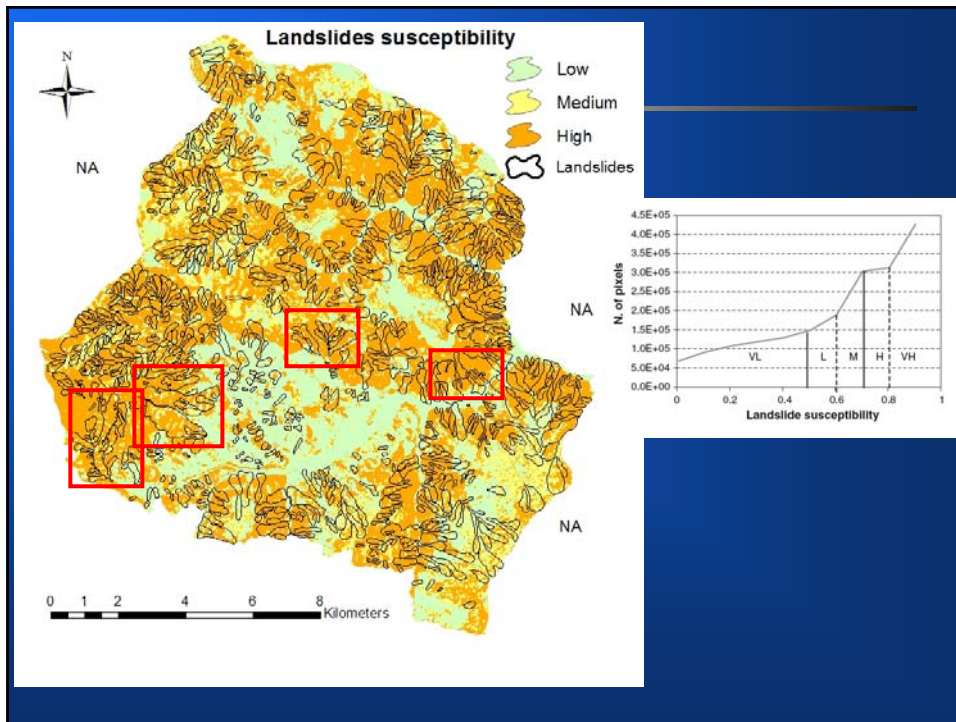 Landslides susceptibility
N
Low
Medium
High
Landslides
NA
NA
NA
0 1 2 4 6 8
Kilometers
4.5E+05
4.0E+05
3.5E+05
3.0E+05
2.5E+05
2.0E+05
1.5E+05
1.0E+05
5.0E+04
0.0E+00
N. of pixels
VL L M H VH
0 0.2 0.4 0.6 0.8 1
Landslide susceptibility